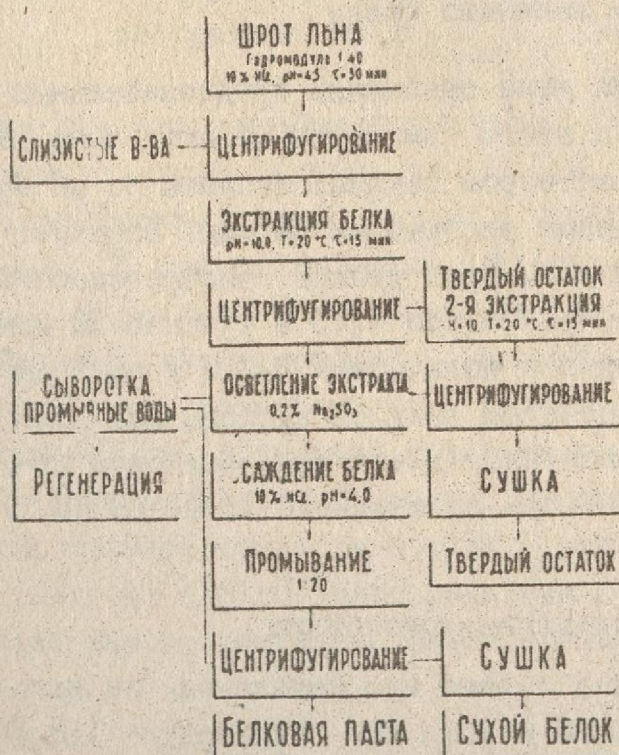 ШРОТ ЛЬНА
Гидромодуль 1:40
10% HCl, pH=4.5 τ=30 мин
СЛИЗИСТЫЕ В-ВА
ЦЕНТРИФУГИРОВАНИЕ
ЭКСТРАКЦИЯ БЕЛКА
pH=10,0, T=20 °C, τ=15 мин
ЦЕНТРИФУГИРОВАНИЕ
ТВЕРДЫЙ ОСТАТОК
2-Я ЭКСТРАКЦИЯ
H=10, T=20 °C, τ=15 мин
СЫВОРОТКА
ПРОМЫВНЫЕ ВОДЫ
ОСВЕТЛЕНИЕ ЭКСТРАКТА
0,2% Na₂SO₃
ЦЕНТРИФУГИРОВАНИЕ
РЕГЕНЕРАЦИЯ
САЖДЕНИЕ БЕЛКА
10% HCl, pH=4,0
СУШКА
ПРОМЫВАНИЕ
1:20
ТВЕРДЫЙ ОСТАТОК
ЦЕНТРИФУГИРОВАНИЕ
СУШКА
БЕЛКОВАЯ ПАСТА
СУХОЙ БЕЛОК